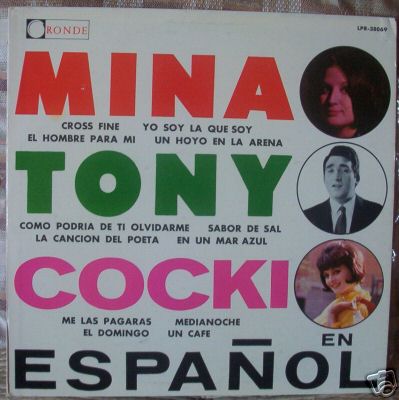 RONDE
LPR-38069
MINA
CROSS FINE YO SOY LA QUE SOY
EL HOMBRE PARA MI UN HOYO EN LA ARENA
TONY
COMO PODRIA DE TI OLVIDARME SABOR DE SAL
LA CANCION DEL POETA EN UN MAR AZUL
COCKI
ME LAS PAGARAS MEDIANOCHE
EL DOMINGO UN CAFE
EN
ESPAÑOL